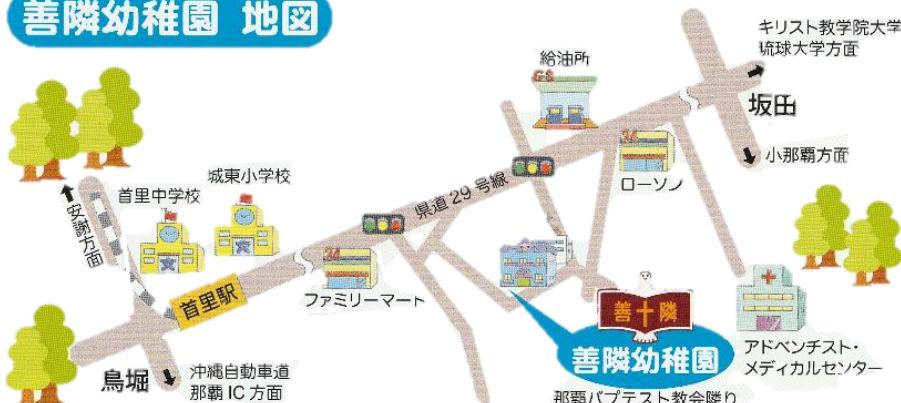 善隣幼稚園 地図
キリスト教学院大学
琉球大学方面
給油所
GS
坂田
小那覇方面
24
ローソン
城東小学校
首里中学校
安謝方面
県道29号線
24
ファミリーマート
首里駅
善十隣
善隣幼稚園
アドベンチスト・
メディカルセンター
鳥堀
沖縄自動車道
那覇IC方面
那覇バプテスト教会隣り